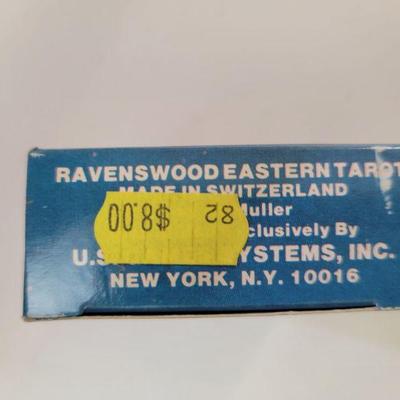 RAVENSWOOD EASTERN TAROT
MADE IN SWITZERLAND
Muller
clusively By
U.S. SYSTEMS, INC.
NEW YORK, N.Y. 10016
82 $8.00